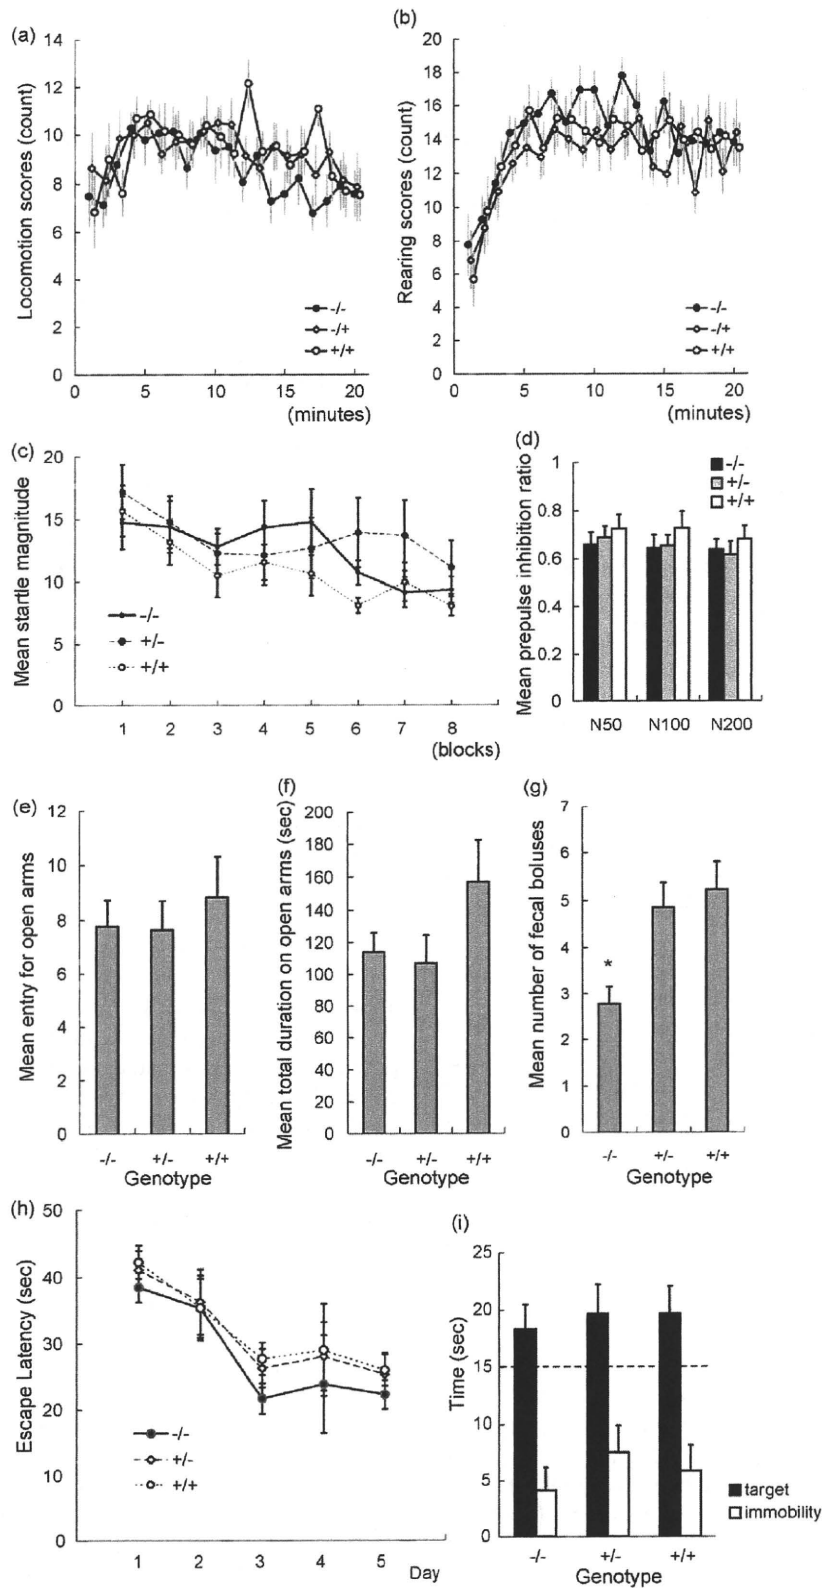 (a)
Locomotion scores (count)
14
12
10
8
6
4
2
0
0 5 10 15 20
(minutes)
-/-
-/+
+/+
(b)
Rearing scores (count)
20
18
16
14
12
10
8
6
4
14
2
0
0 5 10 15 20
(minutes)
-/-
-/+
+/+
(c)
Mean startle magnitude
20
15
10
5
0
1 2 3 4 5 6 7 8
(blocks)
-/-
+/-
+/+
(d)
Mean prepulse inhibition ratio
1
0.8
0.6
0.4
0.2
0
N50 N100 N200
-/-
+/-
+/+
(e)
Mean entry for open arms
12
10
8
6
4
2
0
-/- +/- +/+
Genotype
(f)
Mean total duration on open arms (sec)
200
180
160
140
120
100
80
60
40
20
0
-/- +/- +/+
Genotype
(g)
Mean number of fecal boluses
7
6
5
4
3
2
1
0
*
-/- +/- +/+
Genotype
(h)
Escape Latency (sec)
50
40
30
20
10
0
1 2 3 4 5 Day
-/-
+/-
+/+
(i)
Time (sec)
25
20
15
10
5
0
-/- +/- +/+
Genotype
target
immobility